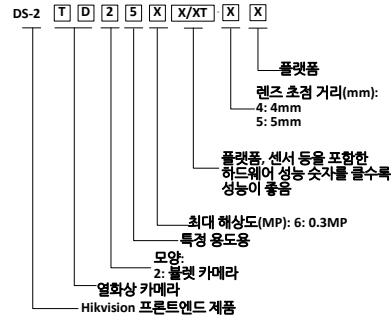 DS-2 T D 2 5 X X/XT - X X
플랫폼
렌즈 초점 거리(mm):
4: 4mm
5: 5mm
플랫폼, 센서 등을 포함한
하드웨어 성능 숫자를 클수록
성능이 좋음
최대 해상도(MP): 6: 0.3MP
특정 용도용
모양:
2: 뷸렛 카메라
열화상 카메라
Hikvision 프론트엔드 제품